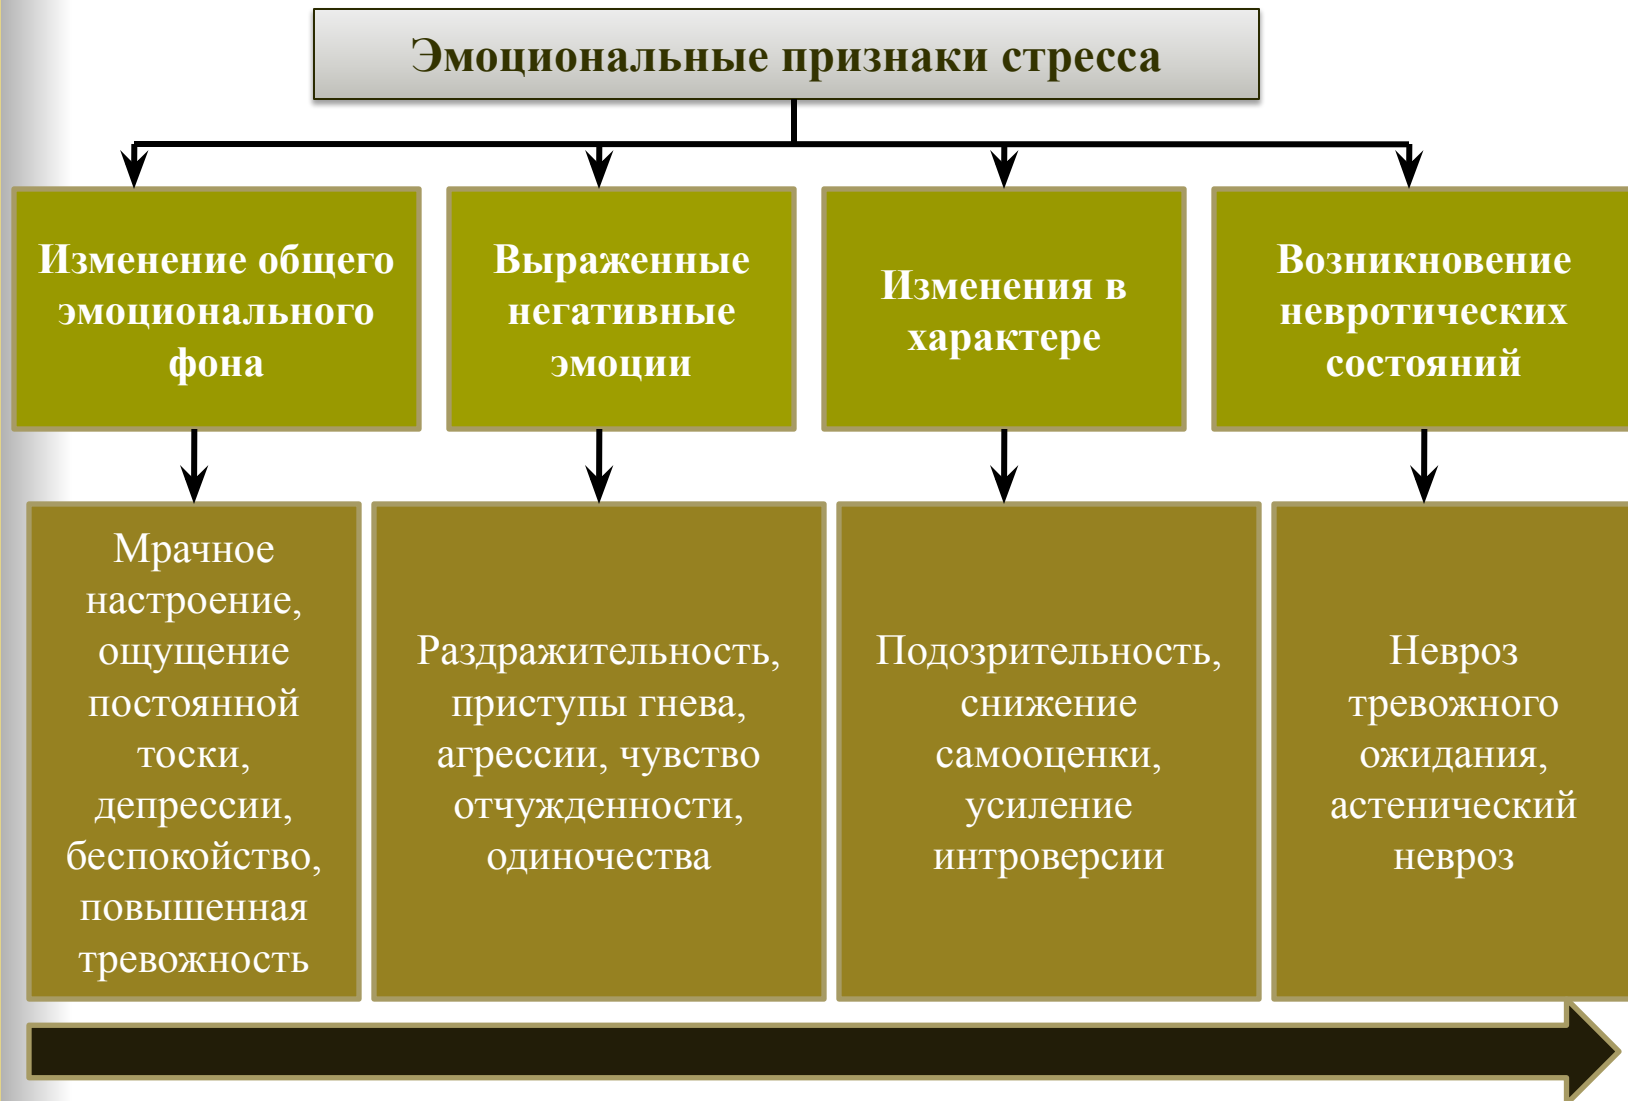 Эмоциональные признаки стресса
Изменение общего
эмоционального
фона
Выраженные
негативные
эмоции
Изменения в
характере
Возникновение
невротических
состояний
Мрачное
настроение,
ощущение
постоянной
тоски,
депрессии,
беспокойство,
повышенная
тревожность
Раздражительность,
приступы гнева,
агрессии, чувство
отчужденности,
одиночества
Подозрительность,
снижение
самооценки,
усиление
интроверсии
Невроз
тревожного
ожидания,
астенический
невроз